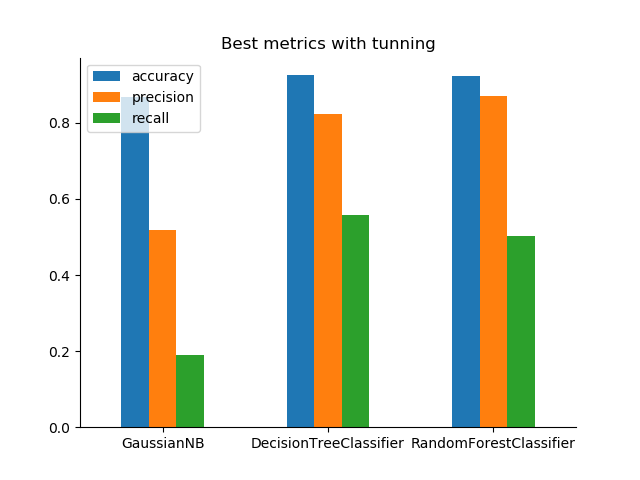 Best metrics with tunning
accuracy
precision
recall
0.8
0.6
0.4
0.2
0.0
GaussianNB DecisionTreeClassifier RandomForestClassifier